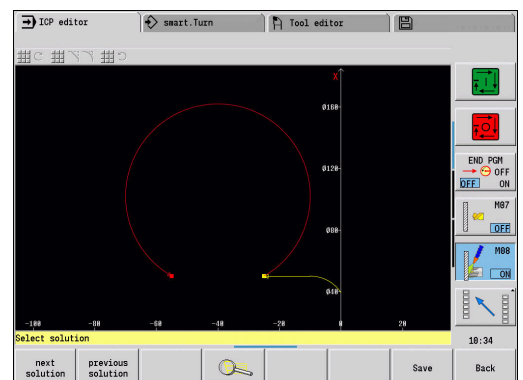 ICP editor
smart.Turn
Tool editor
X
Ø160-
Ø120-
Ø80-
Ø40-
-100 -80 -60 -40 -20 0 20
Select solution
END PGM
OFF
OFF ON
M07
OFF
M08
ON
10:34
next solution
previous solution
Save
Back